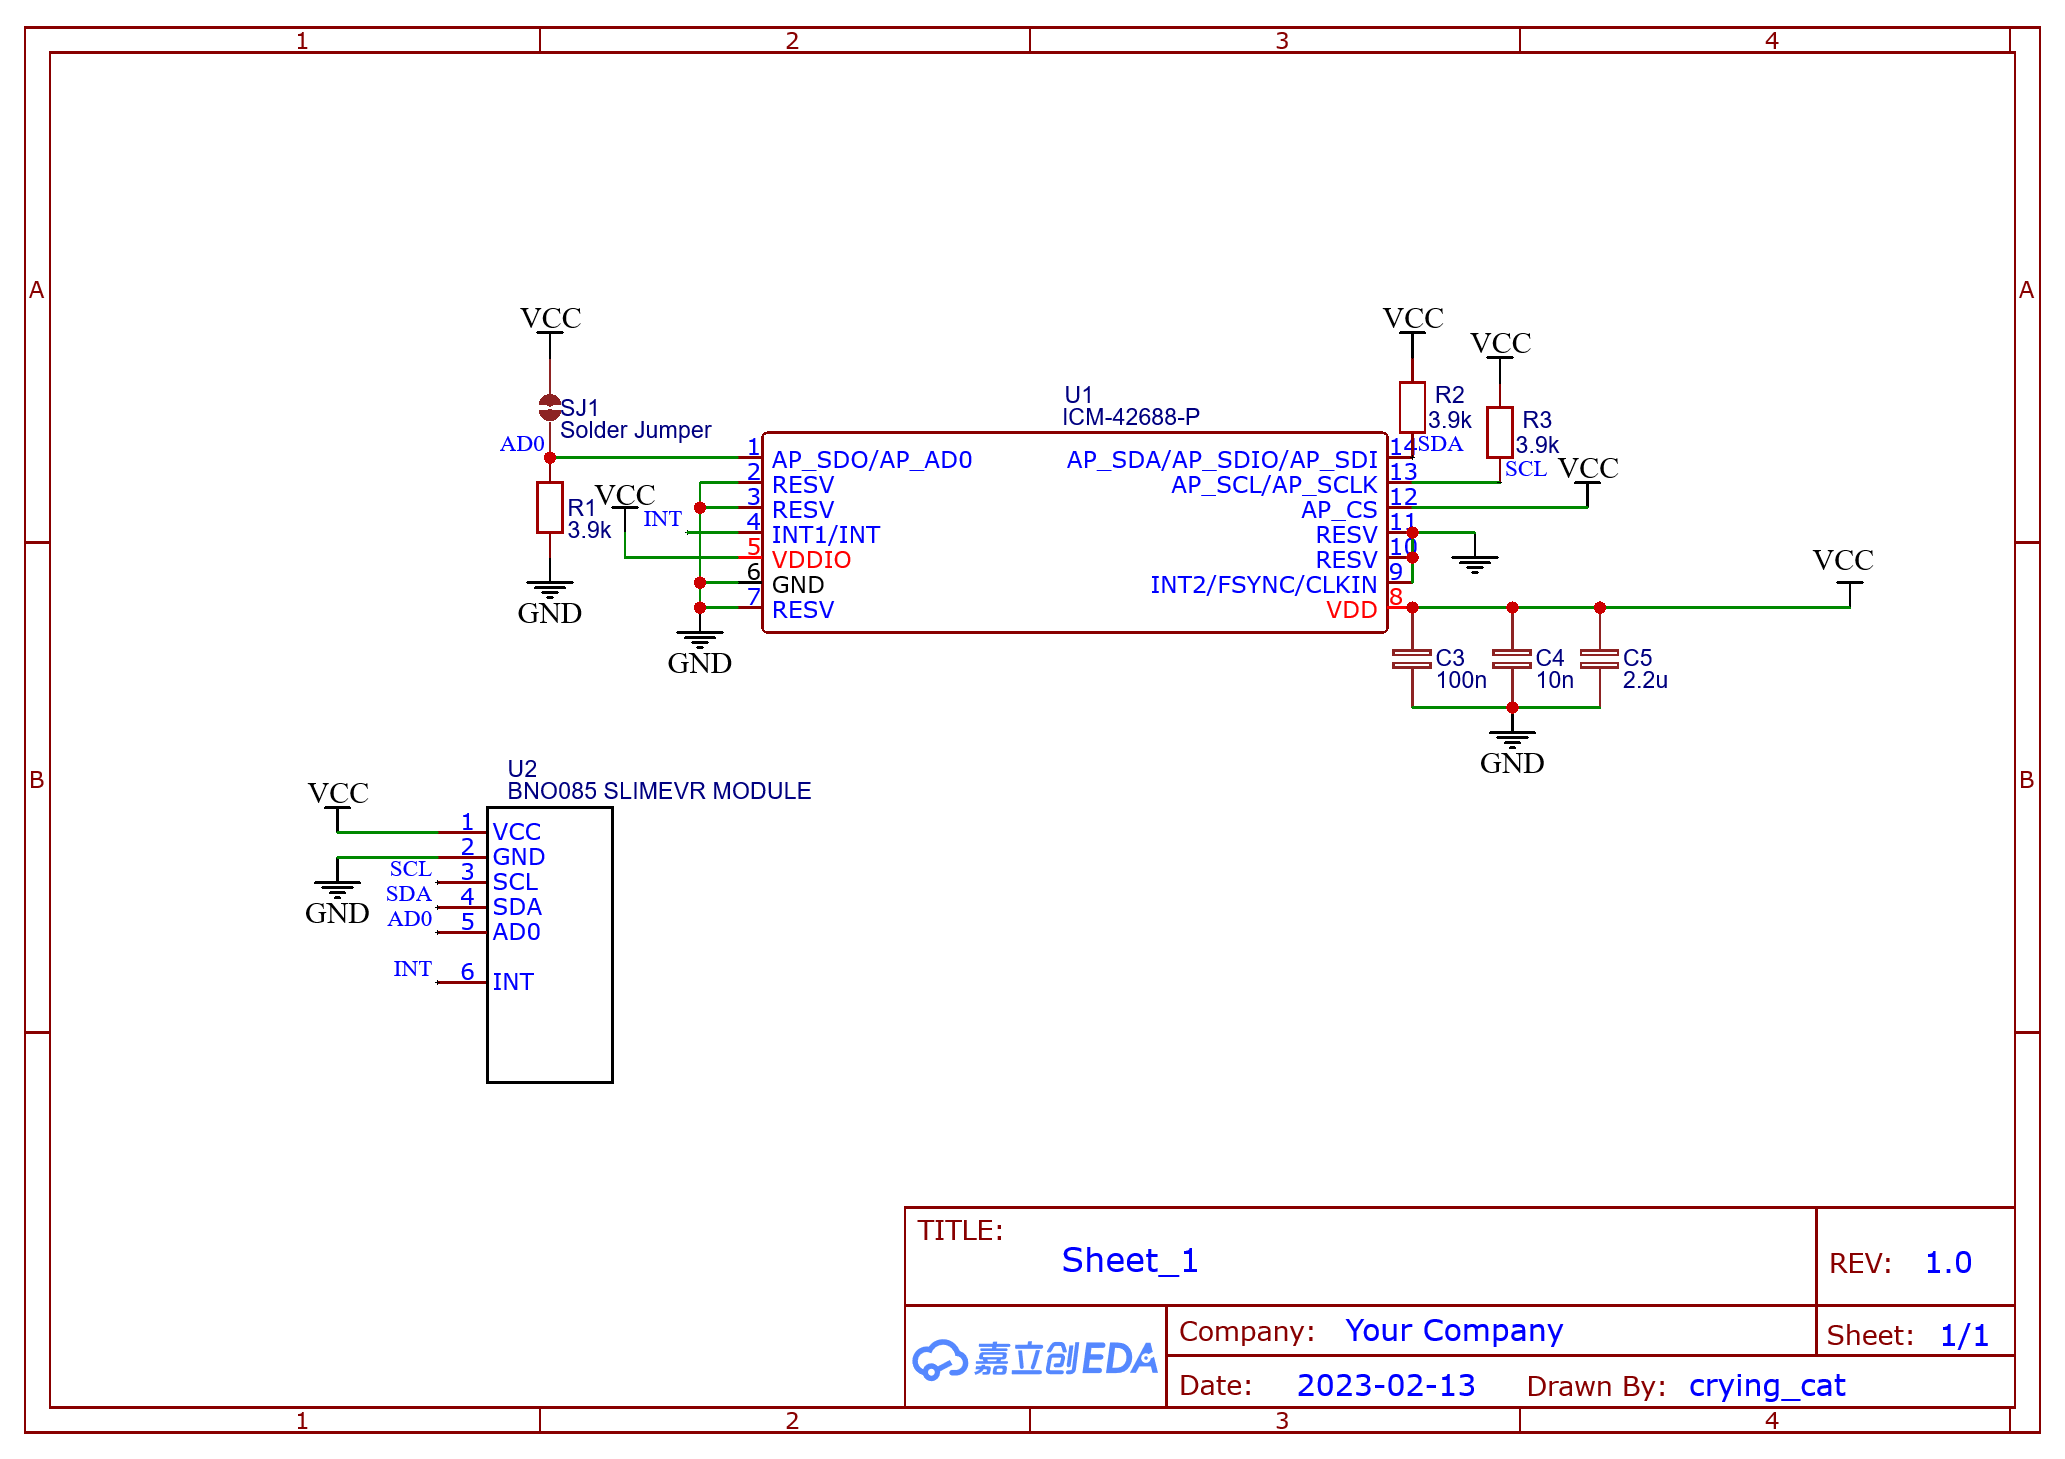 1 2 3 4
A A
B B
VCC
SJ1
Solder Jumper
AD0
R1
3.9k
GND
VCC
INT
GND
U1
ICM-42688-P
1 AP_SDO/AP_AD0
2 RESV
3 RESV
4 INT1/INT
5 VDDIO
6 GND
7 RESV
14 AP_SDA/AP_SDIO/AP_SDI
13 AP_SCL/AP_SCLK
12 AP_CS
11 RESV
10 RESV
9 INT2/FSYNC/CLKIN
8 VDD
VCC
R2
3.9k
SDA
VCC
R3
3.9k
SCL
VCC
VCC
C3
100n
C4
10n
C5
2.2u
GND
U2
BNO085 SLIMEVR MODULE
VCC
GND
SCL
SDA
AD0
INT
1 VCC
2 GND
3 SCL
4 SDA
5 AD0
6 INT
TITLE:
Sheet_1
REV: 1.0
嘉立创EDA
Company: Your Company
Sheet: 1/1
Date: 2023-02-13
Drawn By: crying_cat
1 2 3 4